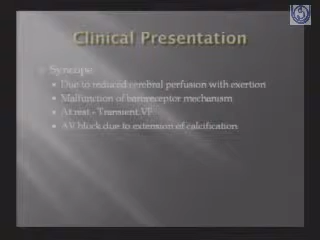 Clinical Presentation
Syncope
Due to reduced cerebral perfusion with exertion
Malfunction of baroreceptor mechanism
At rest - Transient VF
AV block due to extension of calcification